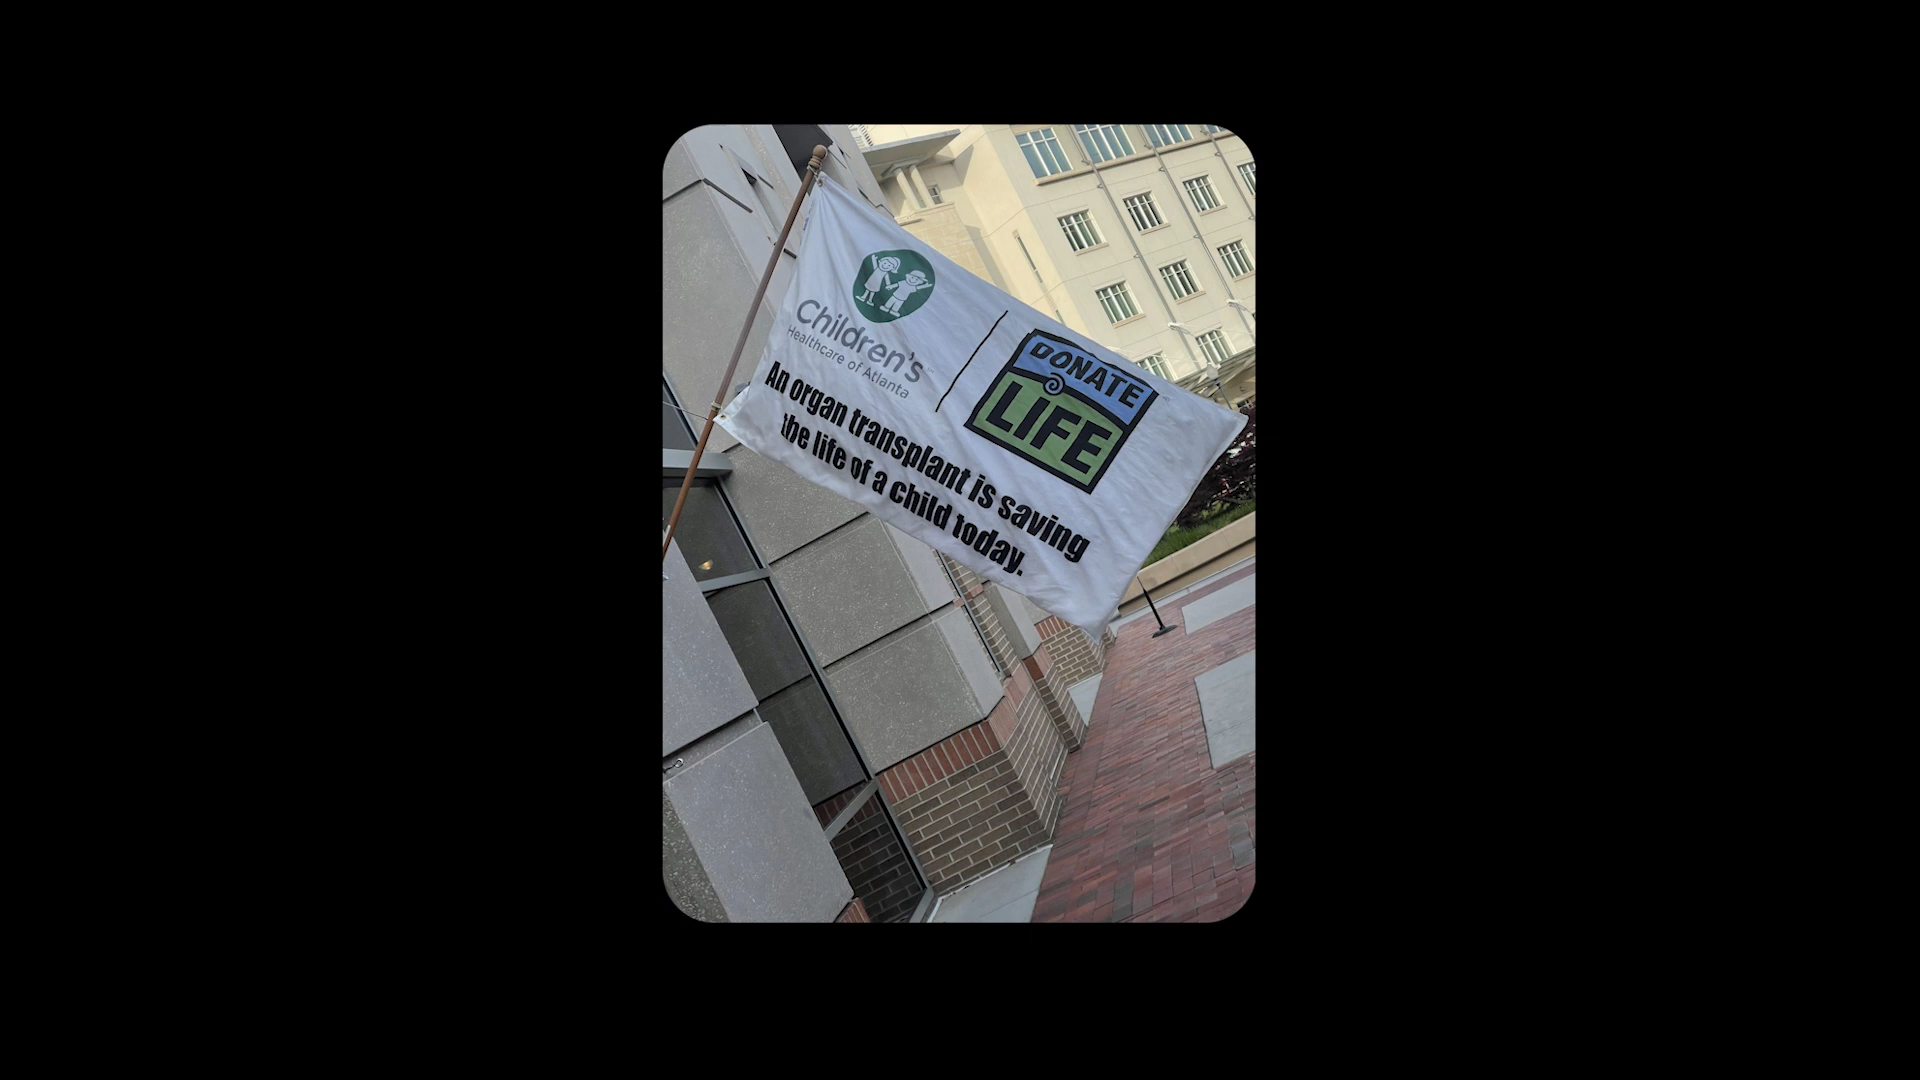 Children's
Healthcare of Atlanta
DONATE
LIFE
An organ transplant is saving
the life of a child today.